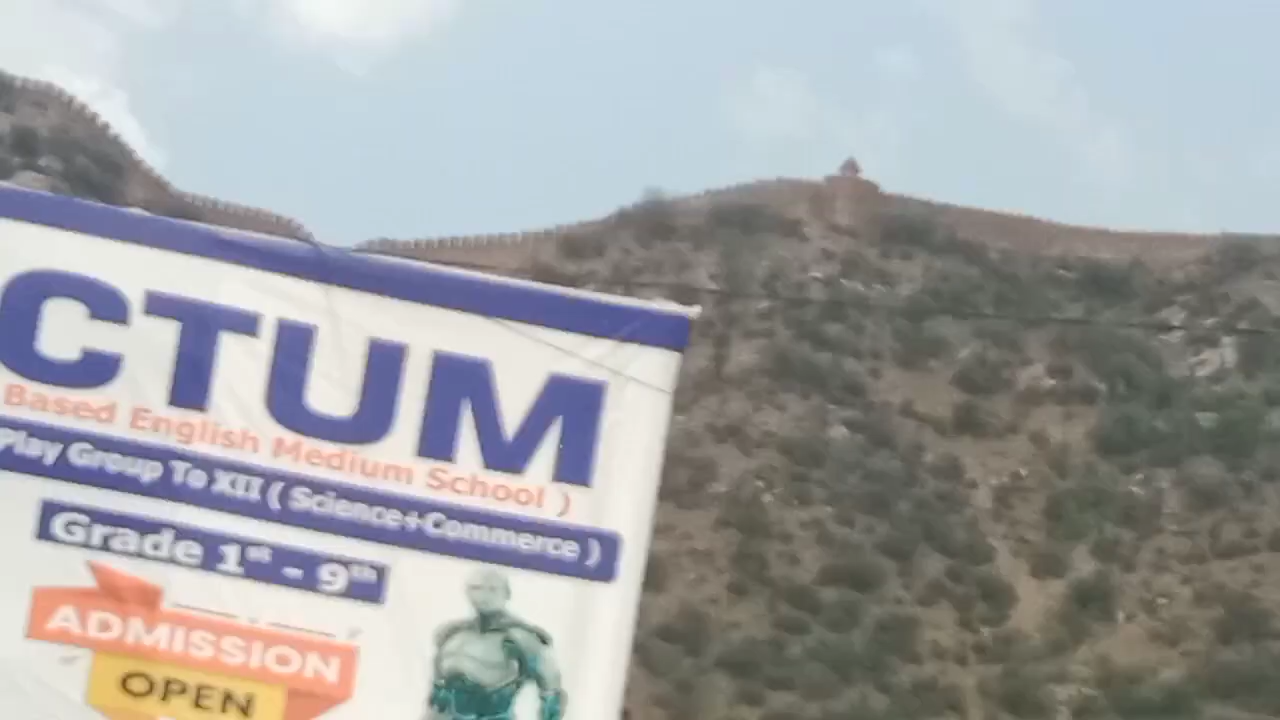 CTUM
Based English Medium School )
Play Group To XII ( Science+Commerce )
Grade 1st - 9th
ADMISSION
OPEN